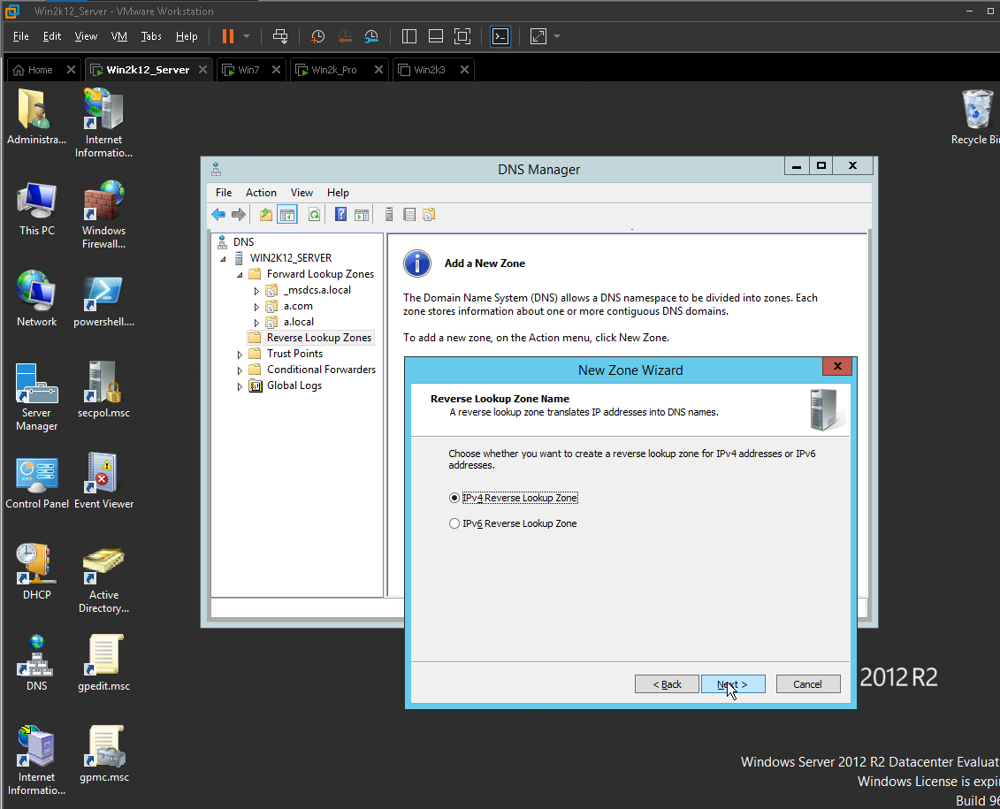 Win2k12_Server - VMware Workstation
File Edit View VM Tabs Help
Home Win2k12_Server Win7 Win2k_Pro Win2k3
Administra...
Internet
Informatio...
Recycle Bin
This PC
Windows
Firewall...
Network
powershell....
Server
Manager
secpol.msc
Control Panel
Event Viewer
DHCP
Active
Directory...
DNS
gpedit.msc
Internet
Informatio...
gpmc.msc
DNS Manager
File Action View Help
DNS
WIN2K12_SERVER
Forward Lookup Zones
_msdcs.a.local
a.com
a.local
Reverse Lookup Zones
Trust Points
Conditional Forwarders
Global Logs
Add a New Zone
The Domain Name System (DNS) allows a DNS namespace to be divided into zones. Each
zone stores information about one or more contiguous DNS domains.
To add a new zone, on the Action menu, click New Zone.
New Zone Wizard
Reverse Lookup Zone Name
A reverse lookup zone translates IP addresses into DNS names.
Choose whether you want to create a reverse lookup zone for IPv4 addresses or IPv6
addresses.
IPv4 Reverse Lookup Zone
IPv6 Reverse Lookup Zone
< Back Next > Cancel
2012 R2
Windows Server 2012 R2 Datacenter Evaluat
Windows License is expi
Build 96